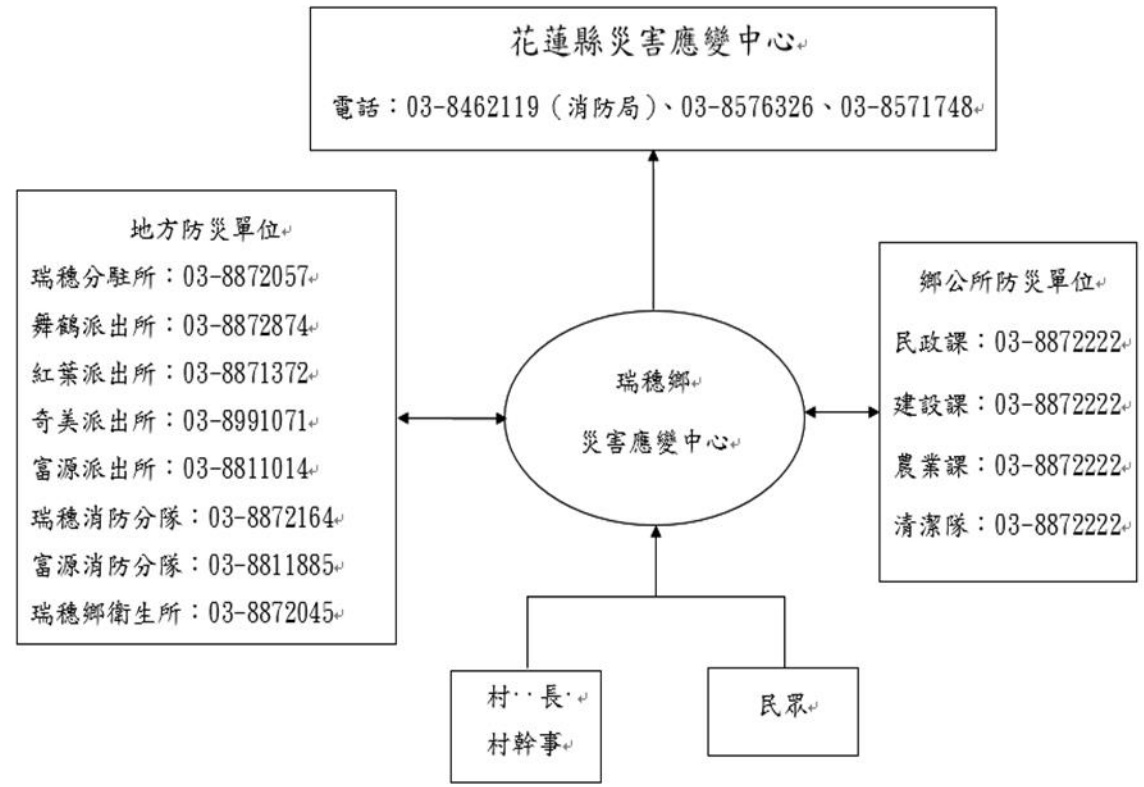 花蓮縣災害應變中心
電話：03-8462119（消防局）、03-8576326、03-8571748
地方防災單位
瑞穗分駐所：03-8872057
舞鶴派出所：03-8872874
紅葉派出所：03-8871372
奇美派出所：03-8991071
富源派出所：03-8811014
瑞穗消防分隊：03-8872164
富源消防分隊：03-8811885
瑞穗鄉衛生所：03-8872045
瑞穗鄉
災害應變中心
鄉公所防災單位
民政課：03-8872222
建設課：03-8872222
農業課：03-8872222
清潔隊：03-8872222
村‧‧長‧
村幹事
民眾